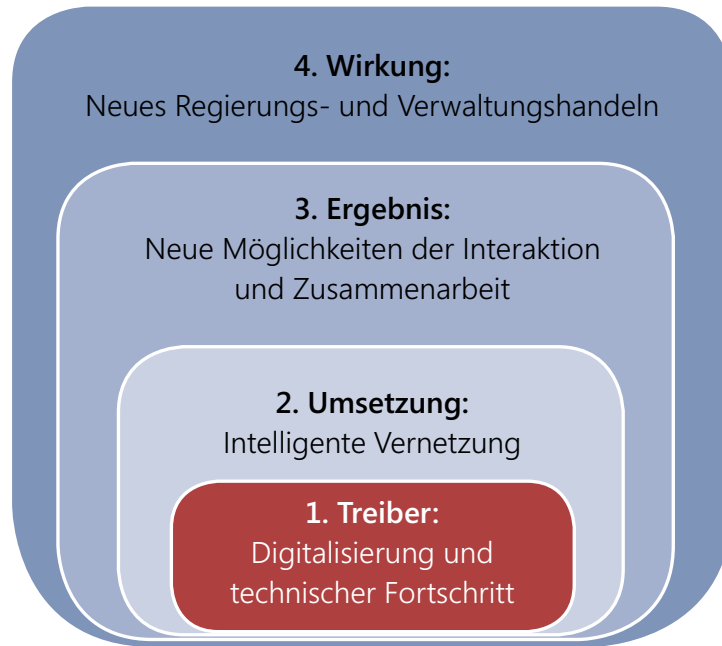 4. Wirkung:
Neues Regierungs- und Verwaltungshandeln
3. Ergebnis:
Neue Möglichkeiten der Interaktion
und Zusammenarbeit
2. Umsetzung:
Intelligente Vernetzung
1. Treiber:
Digitalisierung und
technischer Fortschritt